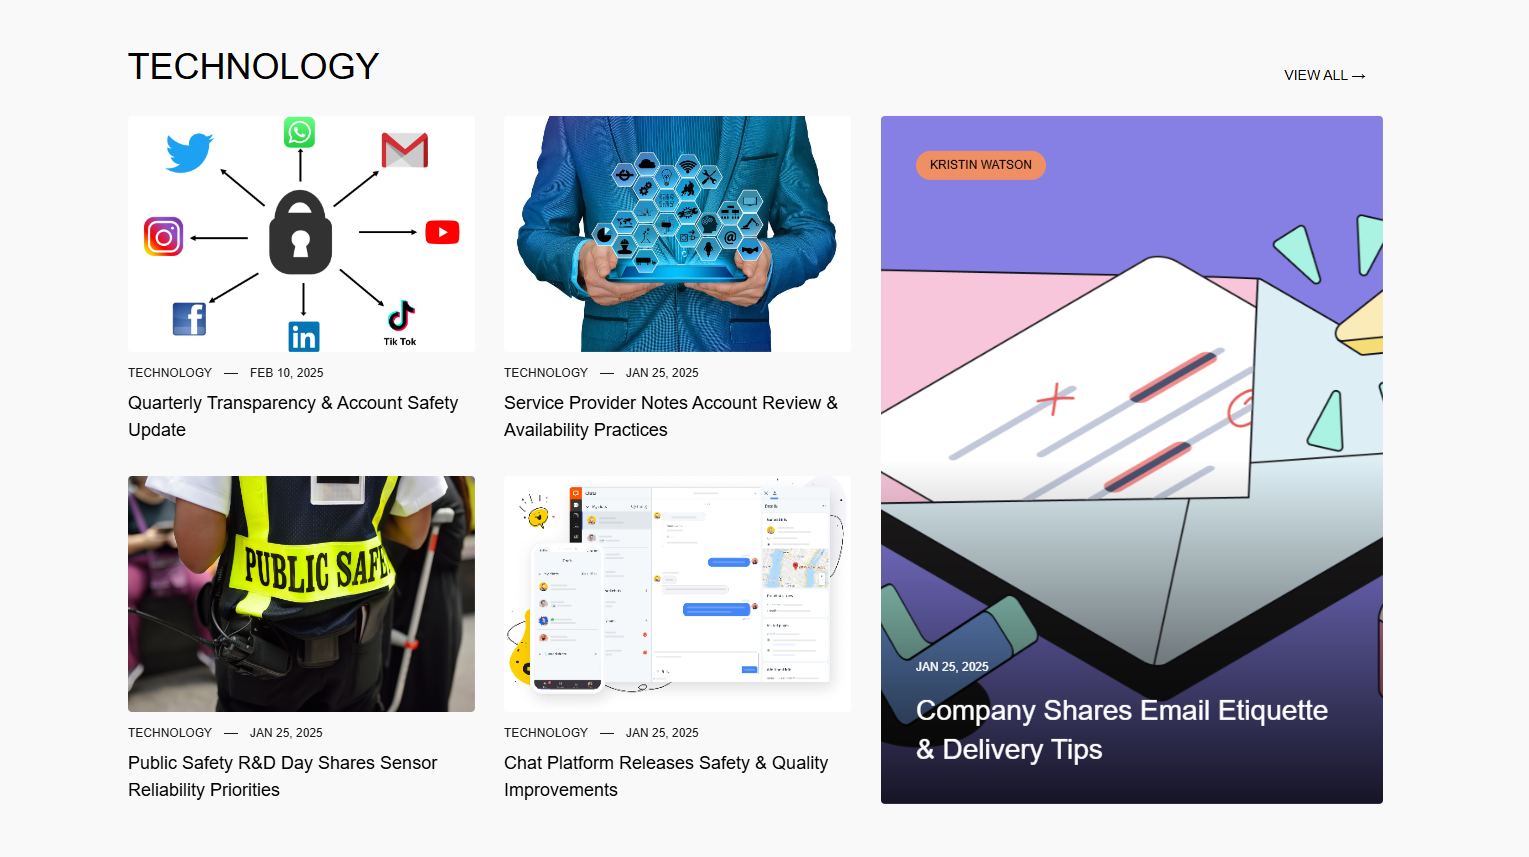 TECHNOLOGY
VIEW ALL →
Tik Tok
TECHNOLOGY — FEB 10, 2025
Quarterly Transparency & Account Safety
Update
TECHNOLOGY — JAN 25, 2025
Service Provider Notes Account Review &
Availability Practices
PUBLIC SAFE
TECHNOLOGY — JAN 25, 2025
Public Safety R&D Day Shares Sensor
Reliability Priorities
TECHNOLOGY — JAN 25, 2025
Chat Platform Releases Safety & Quality
Improvements
KRISTIN WATSON
JAN 25, 2025
Company Shares Email Etiquette
& Delivery Tips